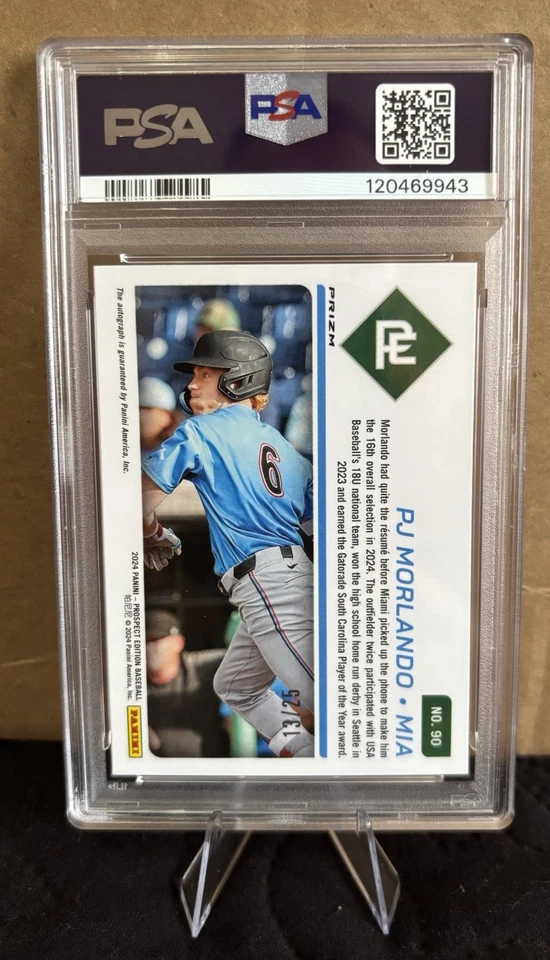 PSA
PSA
120469943
PC
PRIZM
PJ MORLANDO • MIA
NO. 90
Morlando had quite the résumé before Miami picked up the phone to make him
the 16th overall selection in 2024. The outfielder twice participated with USA
Baseball's 18U national team, won the high school home run derby in Seattle in
2023 and earned the Gatorade South Carolina Player of the Year award.
6
13/25
The autograph is guaranteed by Panini America, Inc.
2024 PANINI – PROSPECT EDITION BASEBALL
帕尼尼 © 2024 Panini America, Inc.
PANINI